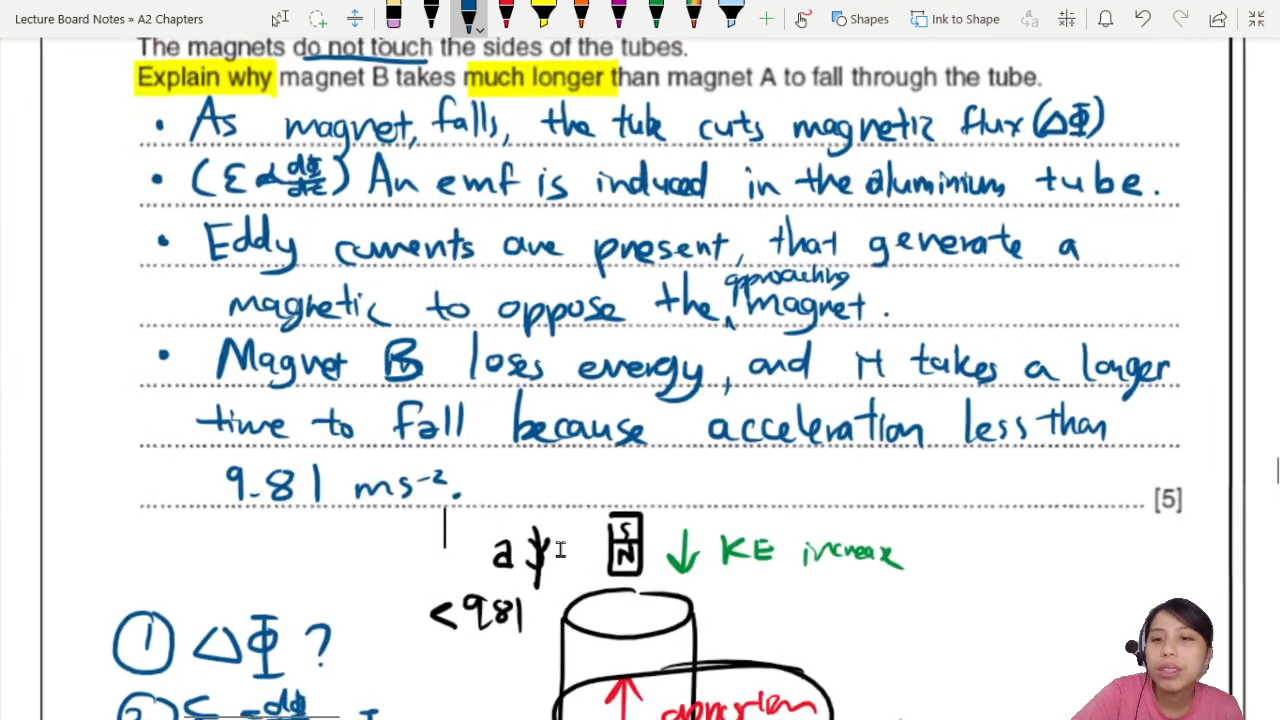 Lecture Board Notes » A2 Chapters
Shapes
Ink to Shape
The magnets do not touch the sides of the tubes.
Explain why magnet B takes much longer than magnet A to fall through the tube.
• As magnet, falls, the tube cuts magnetic flux (ΔΦ)
• (ε ∝ dΦ/dt) An emf is induced in the aluminium tube.
• Eddy currents are present, that generate a
approaching
magnetic to oppose the magnet.
• Magnet B loses energy, and it takes a longer
time to fall because acceleration less than
9.81 ms⁻².
[5]
a ↓
S
N
↓ KE increase
< 9.81
① ΔΦ ?
② dΦ
opposition